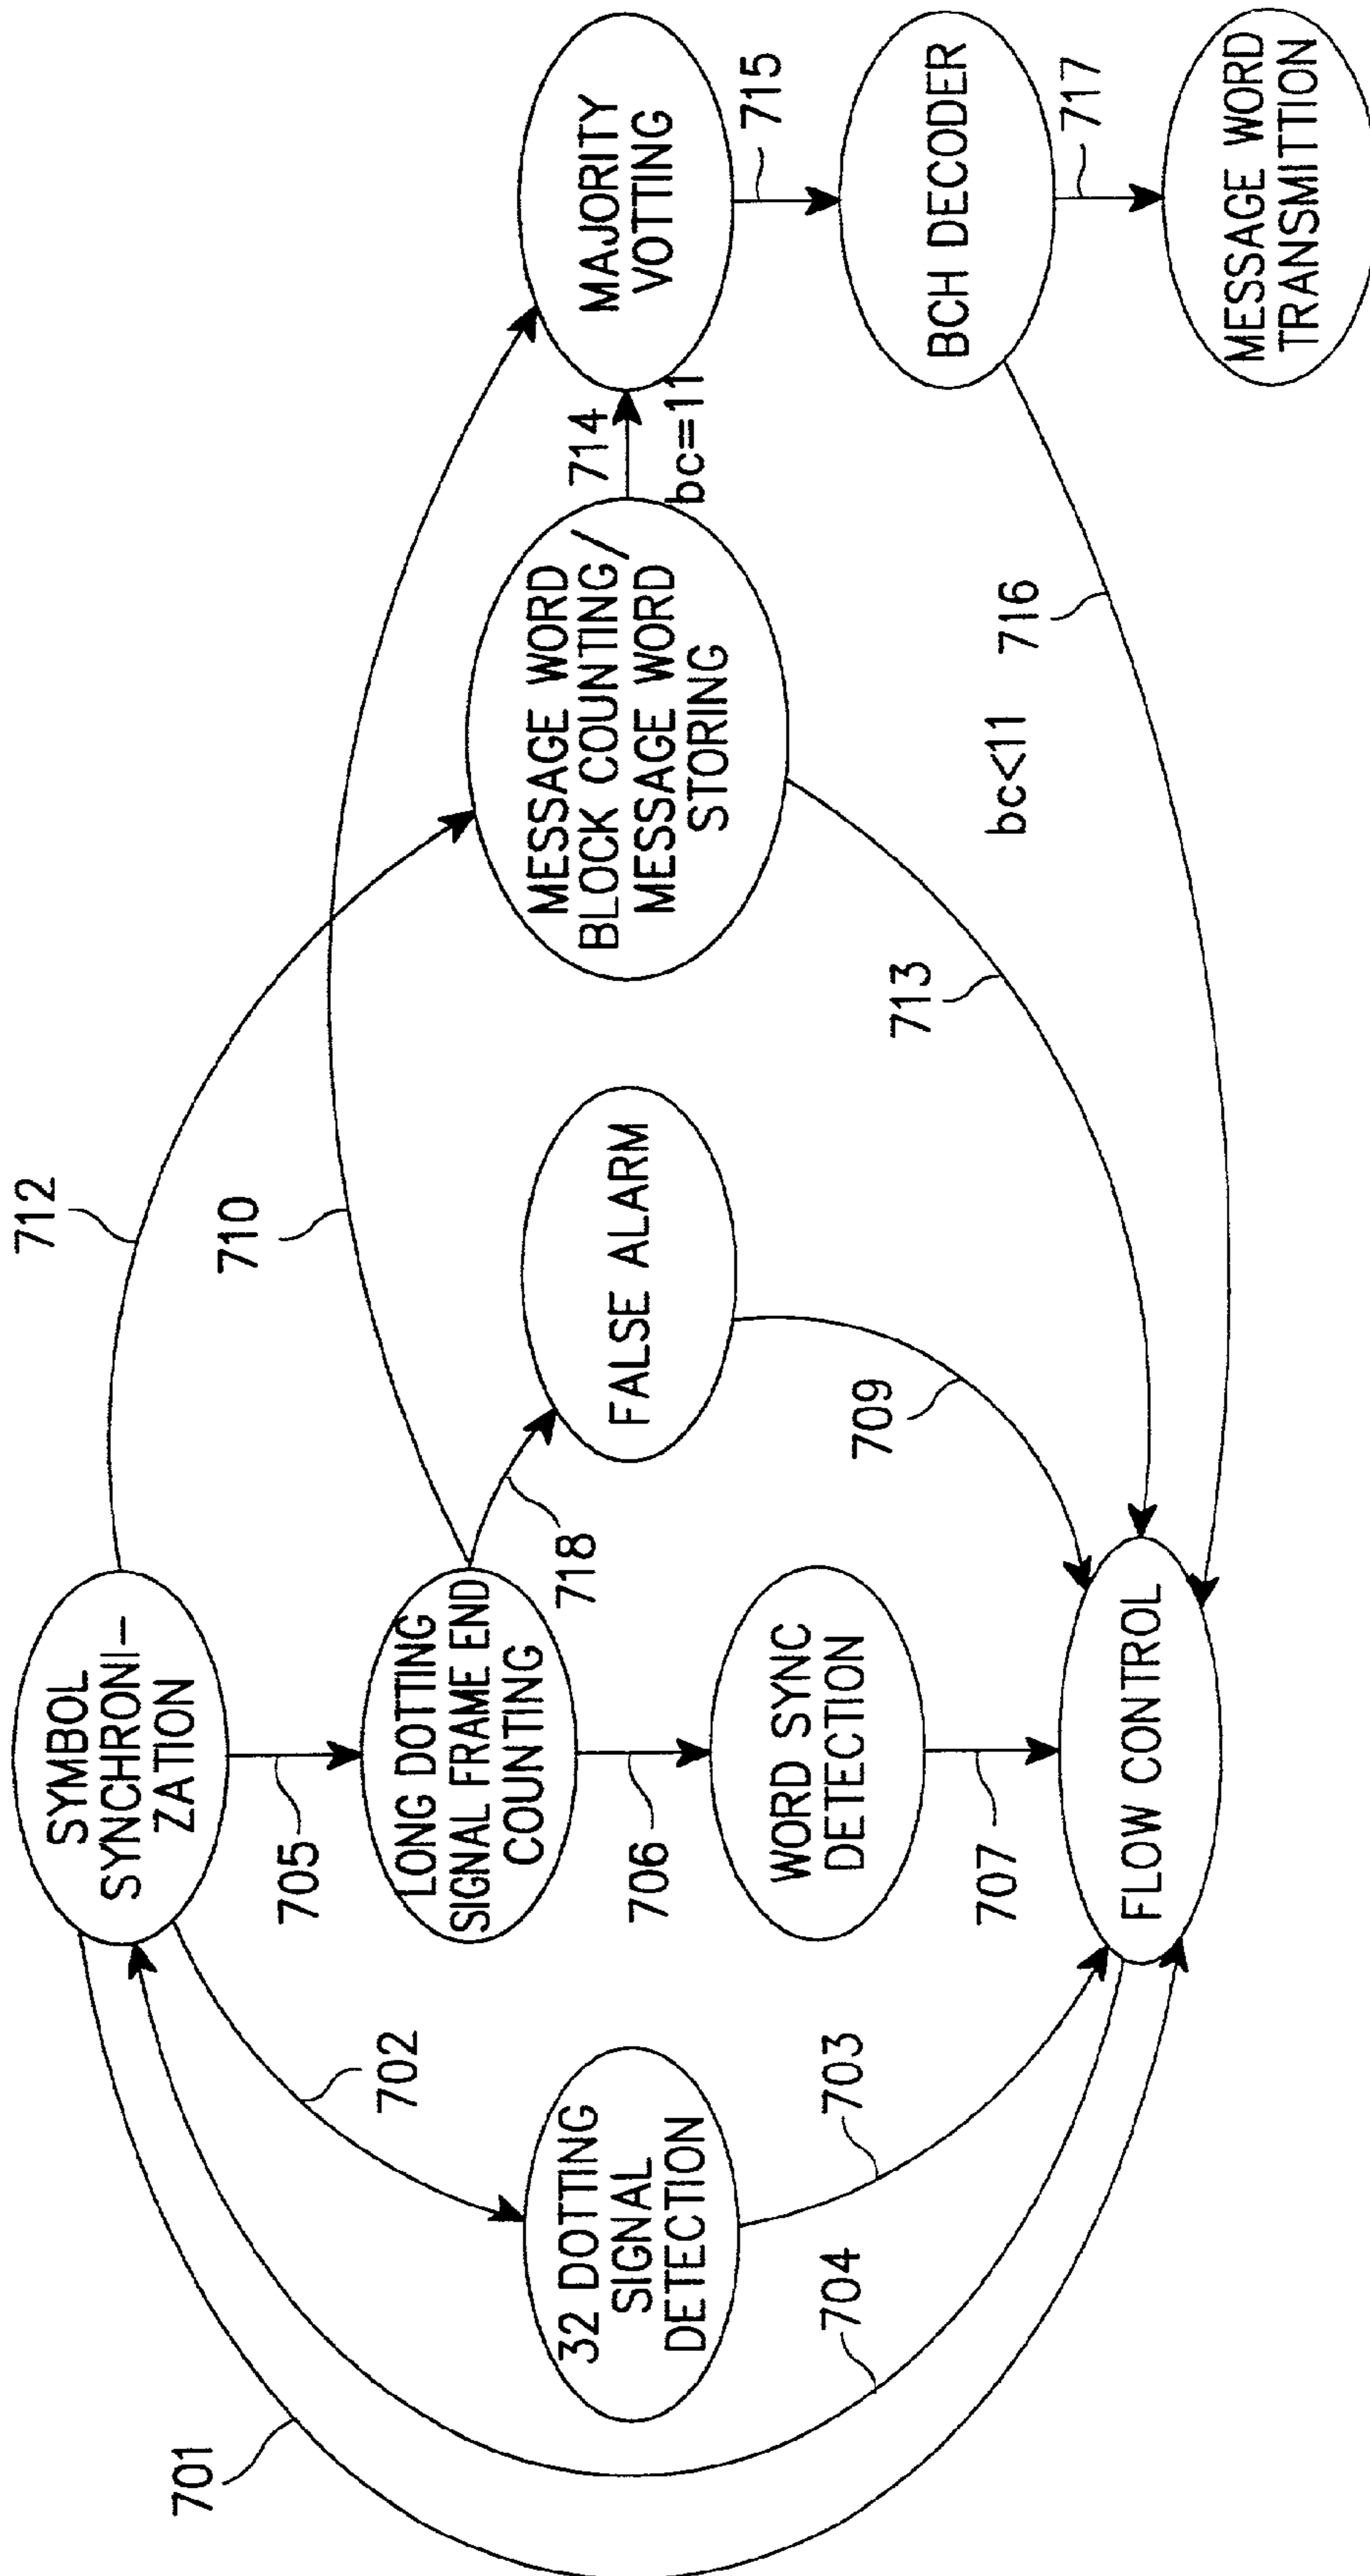 SYMBOL
SYNCHRONI-
ZATION
712
701
702
705
710
LONG DOTTING
SIGNAL FRAME END
COUNTING
718
32 DOTTING
SIGNAL
DETECTION
706
FALSE ALARM
MESSAGE WORD
BLOCK COUNTING/
MESSAGE WORD
STORING
714
bc=11
MAJORITY
VOTTING
715
WORD SYNC
DETECTION
704
703
707
709
713
bc<11
716
BCH DECODER
717
FLOW CONTROL
MESSAGE WORD
TRANSMITTION